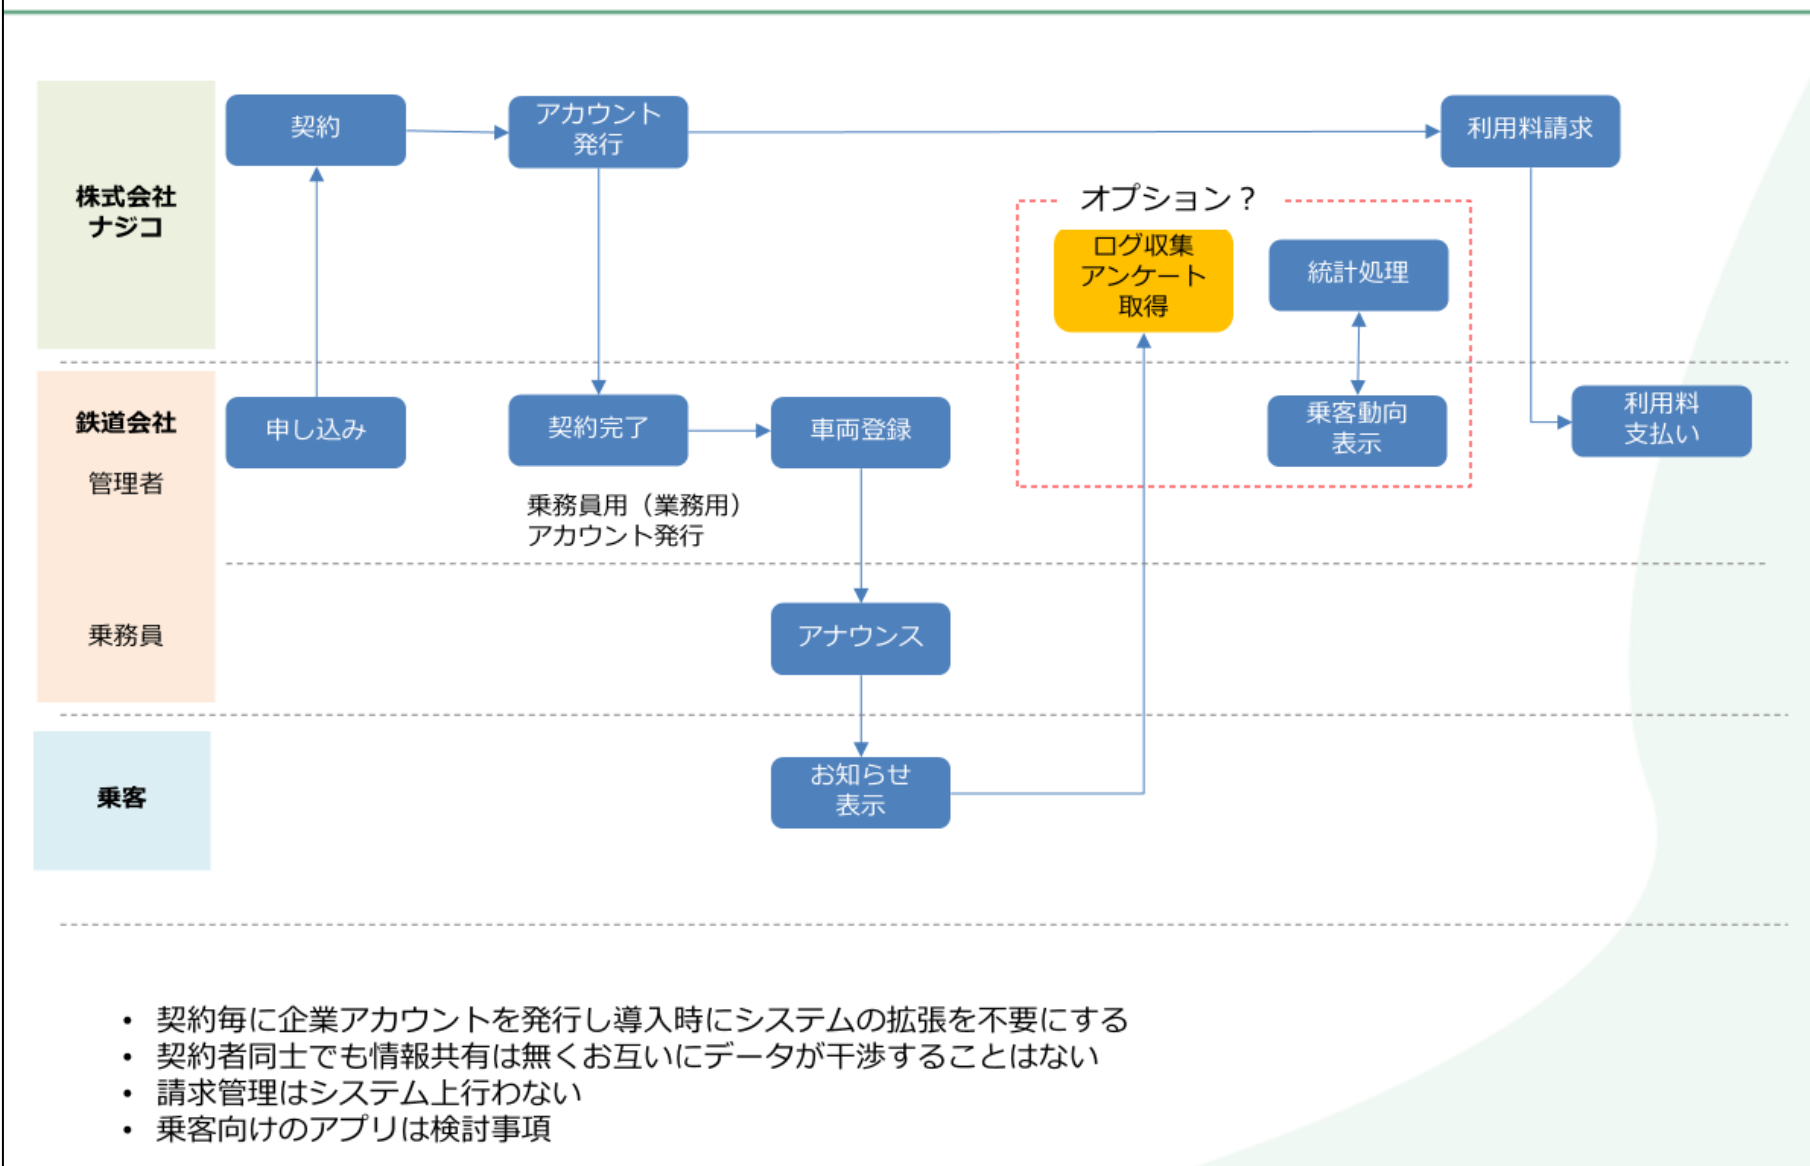 契約
アカウント
発行
利用料請求
株式会社
ナジコ
オプション？
ログ収集
アンケート
取得
統計処理
鉄道会社
管理者
申し込み
契約完了
車両登録
乗客動向
表示
利用料
支払い
乗務員用（業務用）
アカウント発行
乗務員
アナウンス
乗客
お知らせ
表示
• 契約毎に企業アカウントを発行し導入時にシステムの拡張を不要にする
• 契約者同士でも情報共有は無くお互いにデータが干渉することはない
• 請求管理はシステム上行わない
• 乗客向けのアプリは検討事項